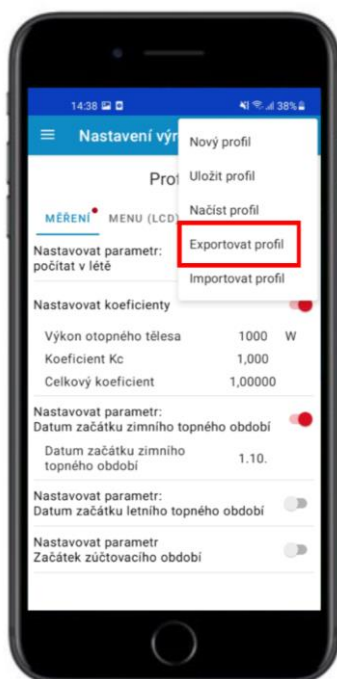 14:38 38%
Nastavení výr
Nový profil
Uložit profil
Načíst profil
Exportovat profil
Importovat profil
Prof
MĚŘENÍ MENU (LCD)
Nastavovat parametr:
počítat v létě
Nastavovat koeficienty
Výkon otopného tělesa 1000 W
Koeficient Kc 1,000
Celkový koeficient 1,00000
Nastavovat parametr:
Datum začátku zimního topného období
Datum začátku zimního
topného období 1.10.
Nastavovat parametr:
Datum začátku letního topného období
Nastavovat parametr
Začátek zúčtovacího období